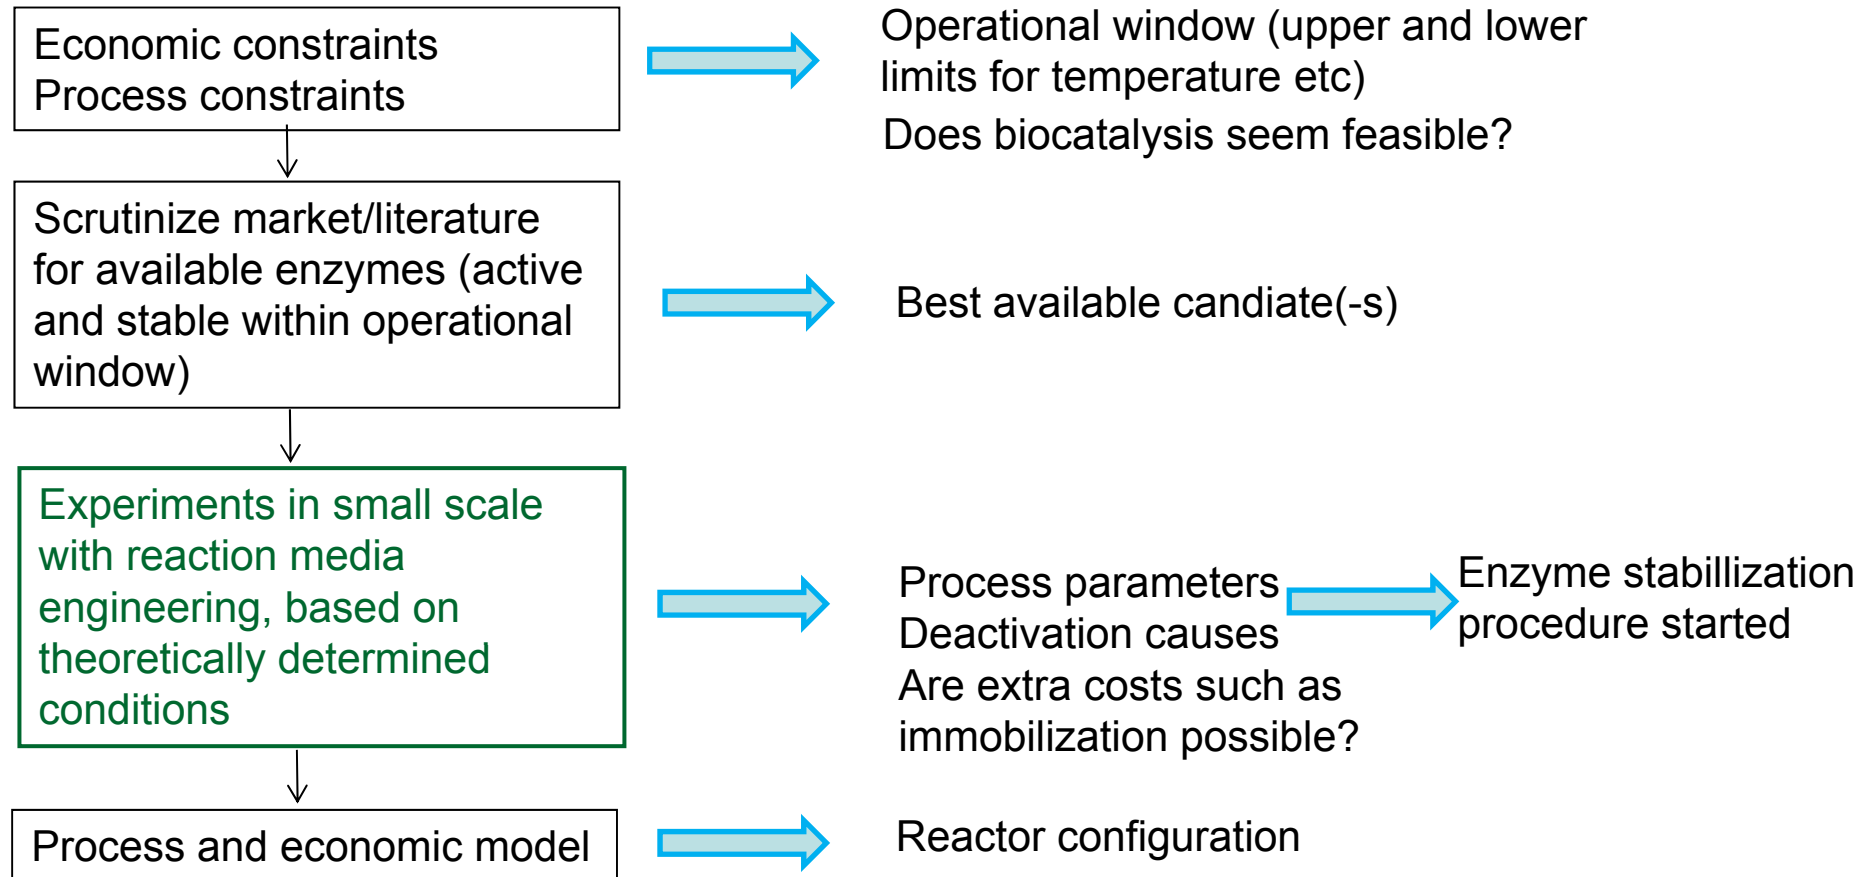 Economic constraints
Process constraints
Operational window (upper and lower
limits for temperature etc)
Does biocatalysis seem feasible?
Scrutinize market/literature
for available enzymes (active
and stable within operational
window)
Best available candiate(-s)
Experiments in small scale
with reaction media
engineering, based on
theoretically determined
conditions
Process parameters
Deactivation causes
Are extra costs such as
immobilization possible?
Enzyme stabillization
procedure started
Process and economic model
Reactor configuration